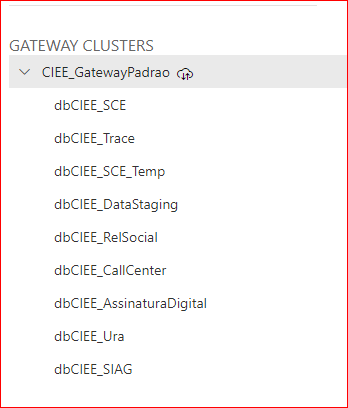 GATEWAY CLUSTERS
CIEE_GatewayPadrao
dbCIEE_SCE
dbCIEE_Trace
dbCIEE_SCE_Temp
dbCIEE_DataStaging
dbCIEE_RelSocial
dbCIEE_CallCenter
dbCIEE_AssinaturaDigital
dbCIEE_Ura
dbCIEE_SIAG